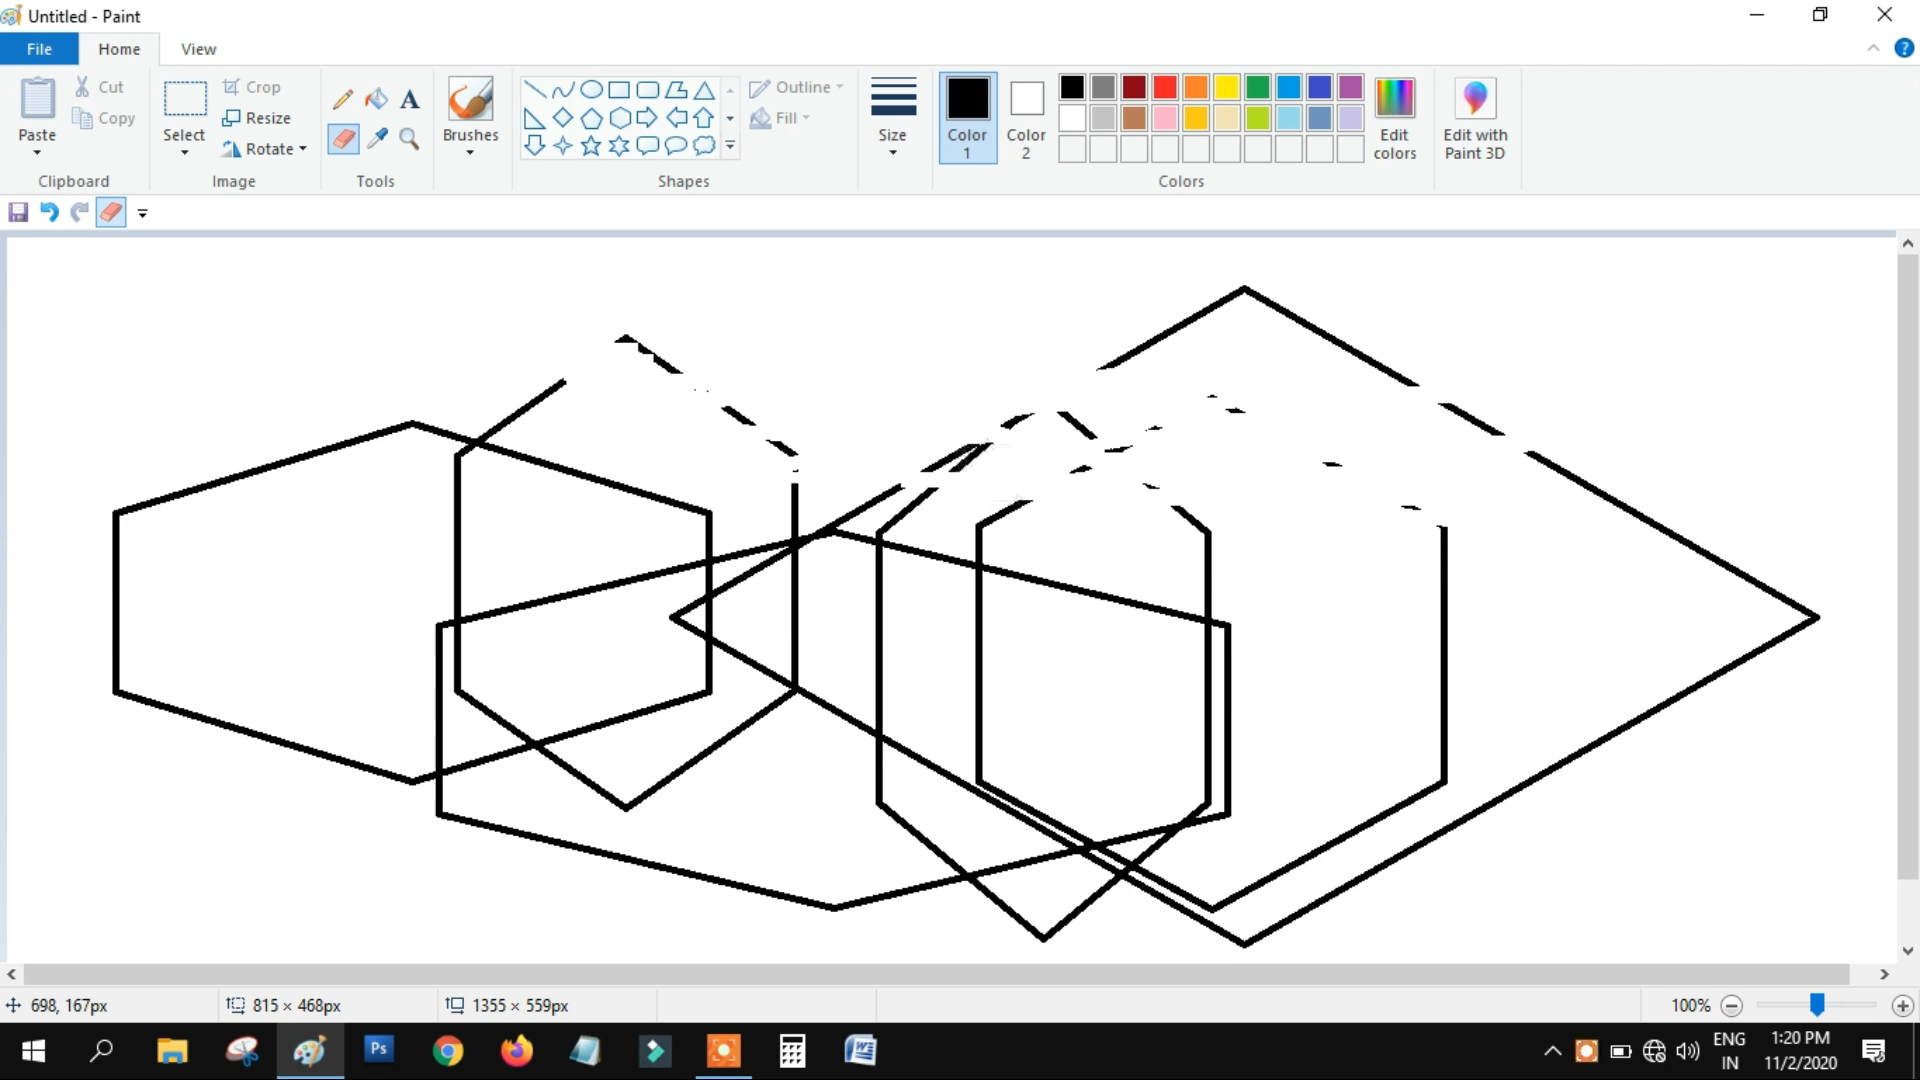 Untitled - Paint
File Home View
Paste Cut Copy Clipboard
Select Crop Resize Rotate Image
Tools
Brushes
Shapes
Outline Fill
Size
Color 1
Color 2
Edit colors
Colors
Edit with Paint 3D
698, 167px 815 × 468px 1355 × 559px 100%
Ps
ENG
IN
1:20 PM
11/2/2020